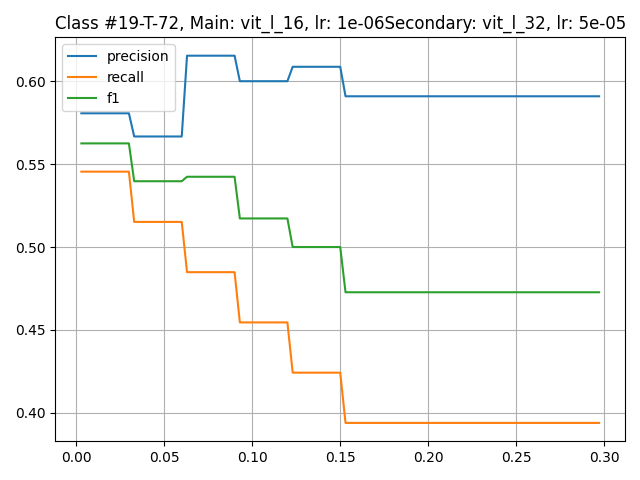 Class #19-T-72, Main: vit_l_16, lr: 1e-06Secondary: vit_l_32, lr: 5e-05
precision
recall
f1
0.60
0.55
0.50
0.45
0.40
0.00 0.05 0.10 0.15 0.20 0.25 0.30